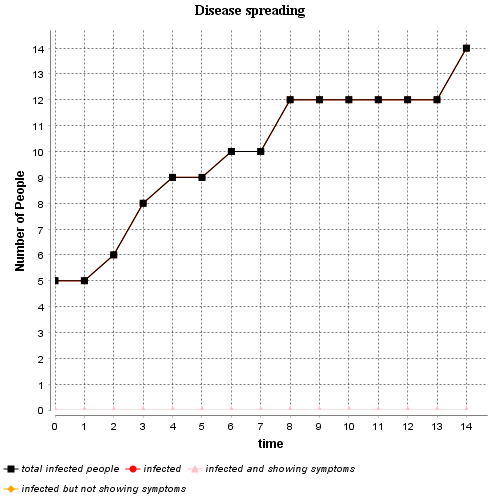 Disease spreading
Number of People
14
13
12
11
10
9
8
7
6
5
4
3
2
1
0
0 1 2 3 4 5 6 7 8 9 10 11 12 13 14
time
total infected people infected infected and showing symptoms
infected but not showing symptoms